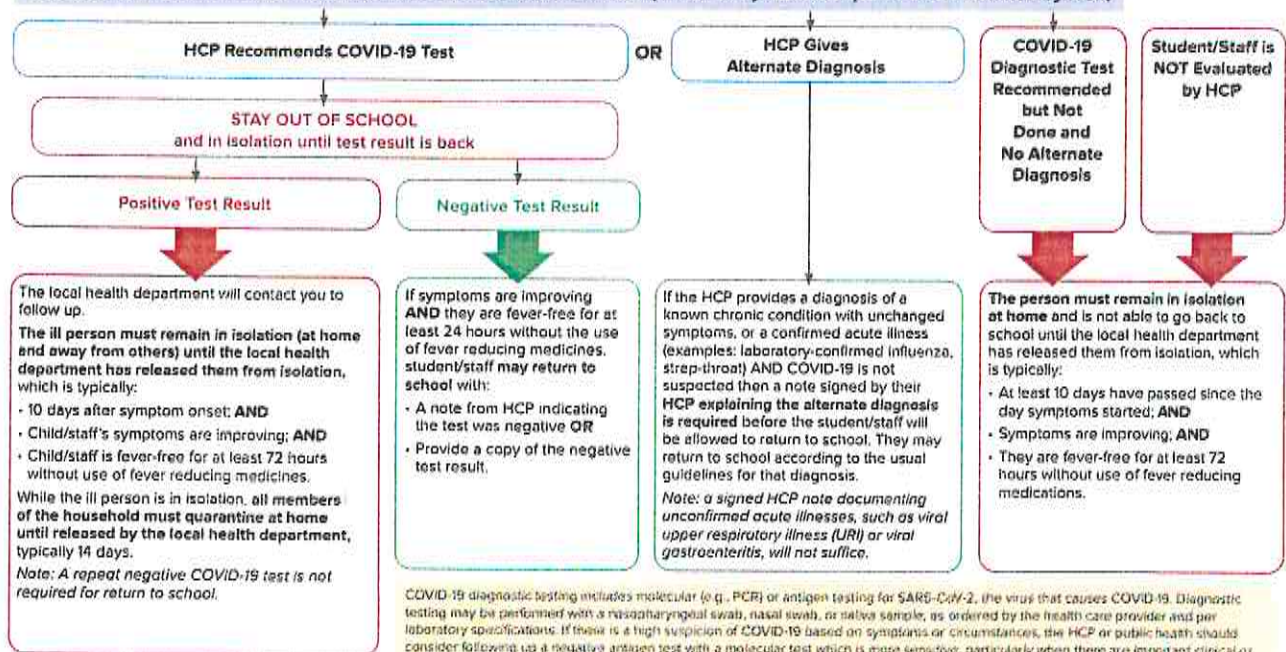 HCP Recommends COVID-19 Test
OR
HCP Gives
Alternate Diagnosis
COVID-19
Diagnostic Test
Recommended
but Not
Done and
No Alternate
Diagnosis
Student/Staff is
NOT Evaluated
by HCP
STAY OUT OF SCHOOL
and in isolation until test result is back
Positive Test Result
Negative Test Result
The local health department will contact you to
follow up.
The ill person must remain in isolation (at home
and away from others) until the local health
department has released them from isolation,
which is typically:
• 10 days after symptom onset; AND
• Child/staff's symptoms are improving; AND
• Child/staff is fever-free for at least 72 hours
without use of fever reducing medicines.
While the ill person is in isolation, all members
of the household must quarantine at home
until released by the local health department,
typically 14 days.
Note: A repeat negative COVID-19 test is not
required for return to school.
If symptoms are improving
AND they are fever-free for at
least 24 hours without the use
of fever reducing medicines,
student/staff may return to
school with:
• A note from HCP indicating
the test was negative OR
• Provide a copy of the negative
test result.
If the HCP provides a diagnosis of a
known chronic condition with unchanged
symptoms, or a confirmed acute illness
(examples: laboratory-confirmed influenza,
strep-throat) AND COVID-19 is not
suspected then a note signed by their
HCP explaining the alternate diagnosis
is required before the student/staff will
be allowed to return to school. They may
return to school according to the usual
guidelines for that diagnosis.
Note: a signed HCP note documenting
unconfirmed acute illnesses, such as viral
upper respiratory illness (URI) or viral
gastroenteritis, will not suffice.
The person must remain in isolation
at home and is not able to go back to
school until the local health department
has released them from isolation, which
is typically:
• At least 10 days have passed since the
day symptoms started; AND
• Symptoms are improving; AND
• They are fever-free for at least 72
hours without use of fever reducing
medications.
COVID-19 diagnostic testing includes molecular (e.g., PCR) or antigen testing for SARS-CoV-2, the virus that causes COVID-19. Diagnostic
testing may be performed with a nasopharyngeal swab, nasal swab, or saliva sample, as ordered by the health care provider and per
laboratory specifications. If there is a high suspicion of COVID-19 based on symptoms or circumstances, the HCP or public health should
consider following up a negative antigen test with a molecular test which is more sensitive, particularly when there are important clinical or